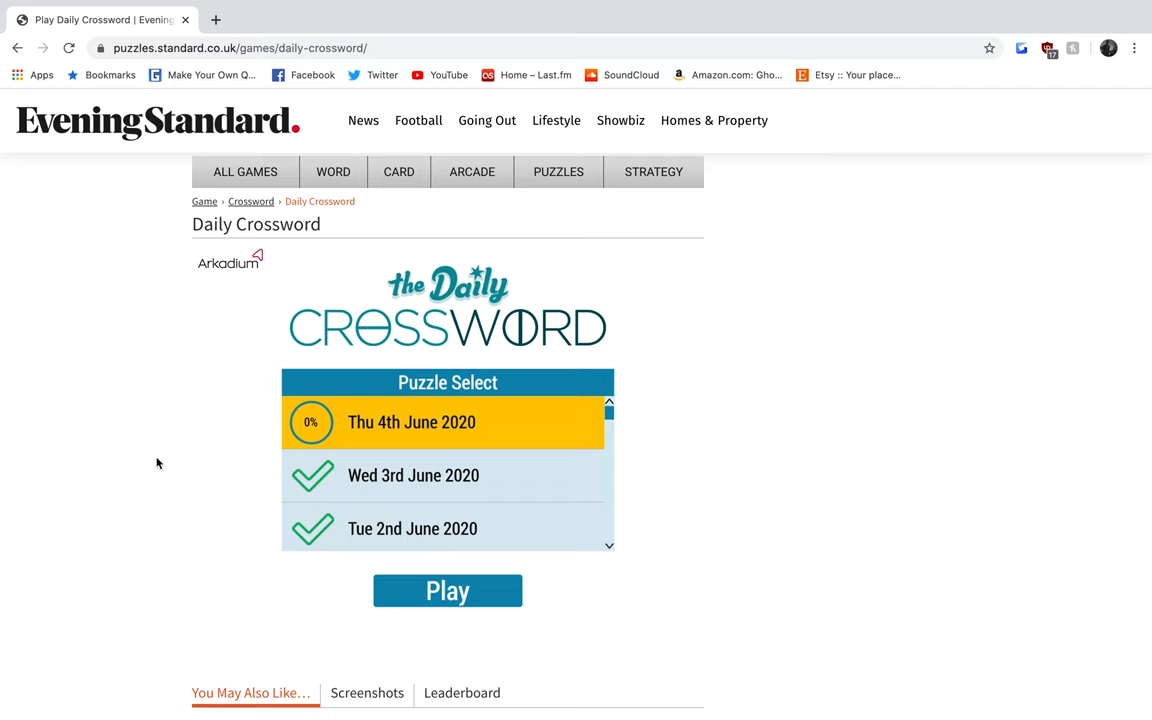 Play Daily Crossword | Evening
puzzles.standard.co.uk/games/daily-crossword/
17
Apps Bookmarks Make Your Own Q... Facebook Twitter YouTube Home – Last.fm SoundCloud Amazon.com: Gho... Etsy :: Your place...
Evening Standard. News Football Going Out Lifestyle Showbiz Homes & Property
ALL GAMES WORD CARD ARCADE PUZZLES STRATEGY
Game › Crossword › Daily Crossword
Daily Crossword
Arkadium
the Daily
CROSSWORD
Puzzle Select
0% Thu 4th June 2020
Wed 3rd June 2020
Tue 2nd June 2020
Play
You May Also Like... Screenshots Leaderboard